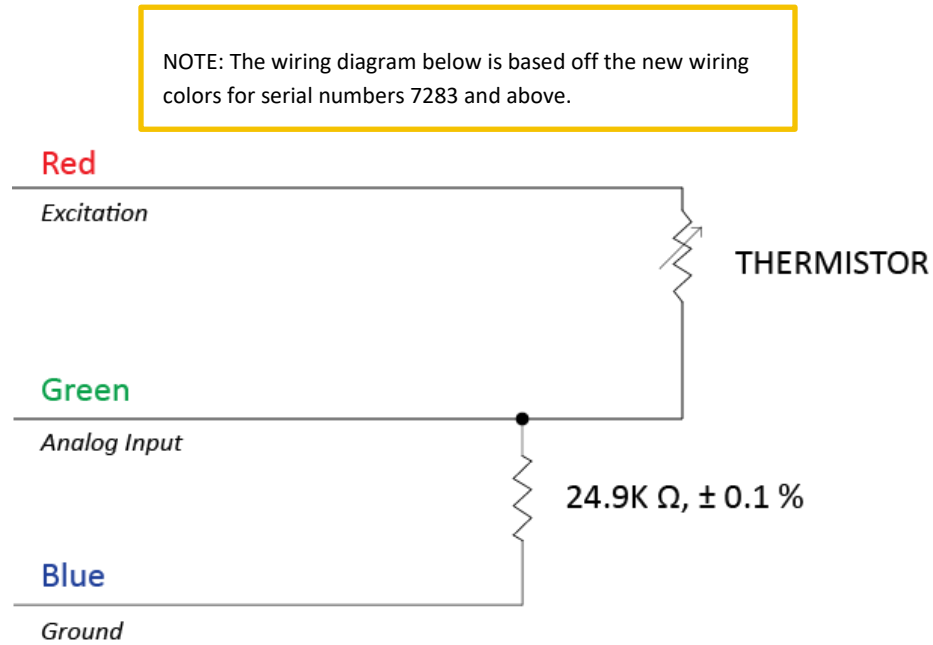 NOTE: The wiring diagram below is based off the new wiring
colors for serial numbers 7283 and above.
Red
Excitation
THERMISTOR
Green
Analog Input
24.9K Ω, ± 0.1 %
Blue
Ground